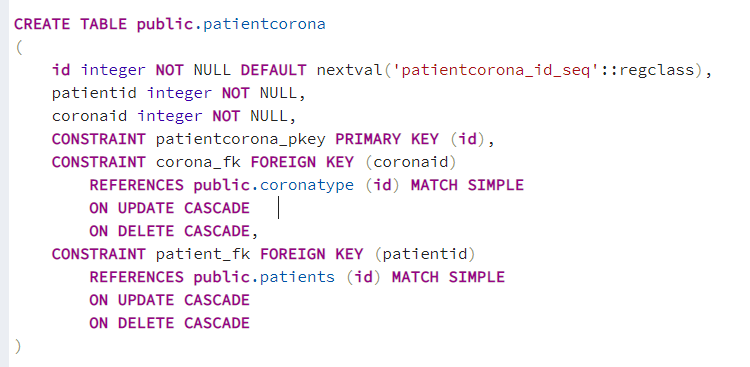 CREATE TABLE public.patientcorona
(
    id integer NOT NULL DEFAULT nextval('patientcorona_id_seq'::regclass),
    patientid integer NOT NULL,
    coronaid integer NOT NULL,
    CONSTRAINT patientcorona_pkey PRIMARY KEY (id),
    CONSTRAINT corona_fk FOREIGN KEY (coronaid)
        REFERENCES public.coronatype (id) MATCH SIMPLE
        ON UPDATE CASCADE
        ON DELETE CASCADE,
    CONSTRAINT patient_fk FOREIGN KEY (patientid)
        REFERENCES public.patients (id) MATCH SIMPLE
        ON UPDATE CASCADE
        ON DELETE CASCADE
)